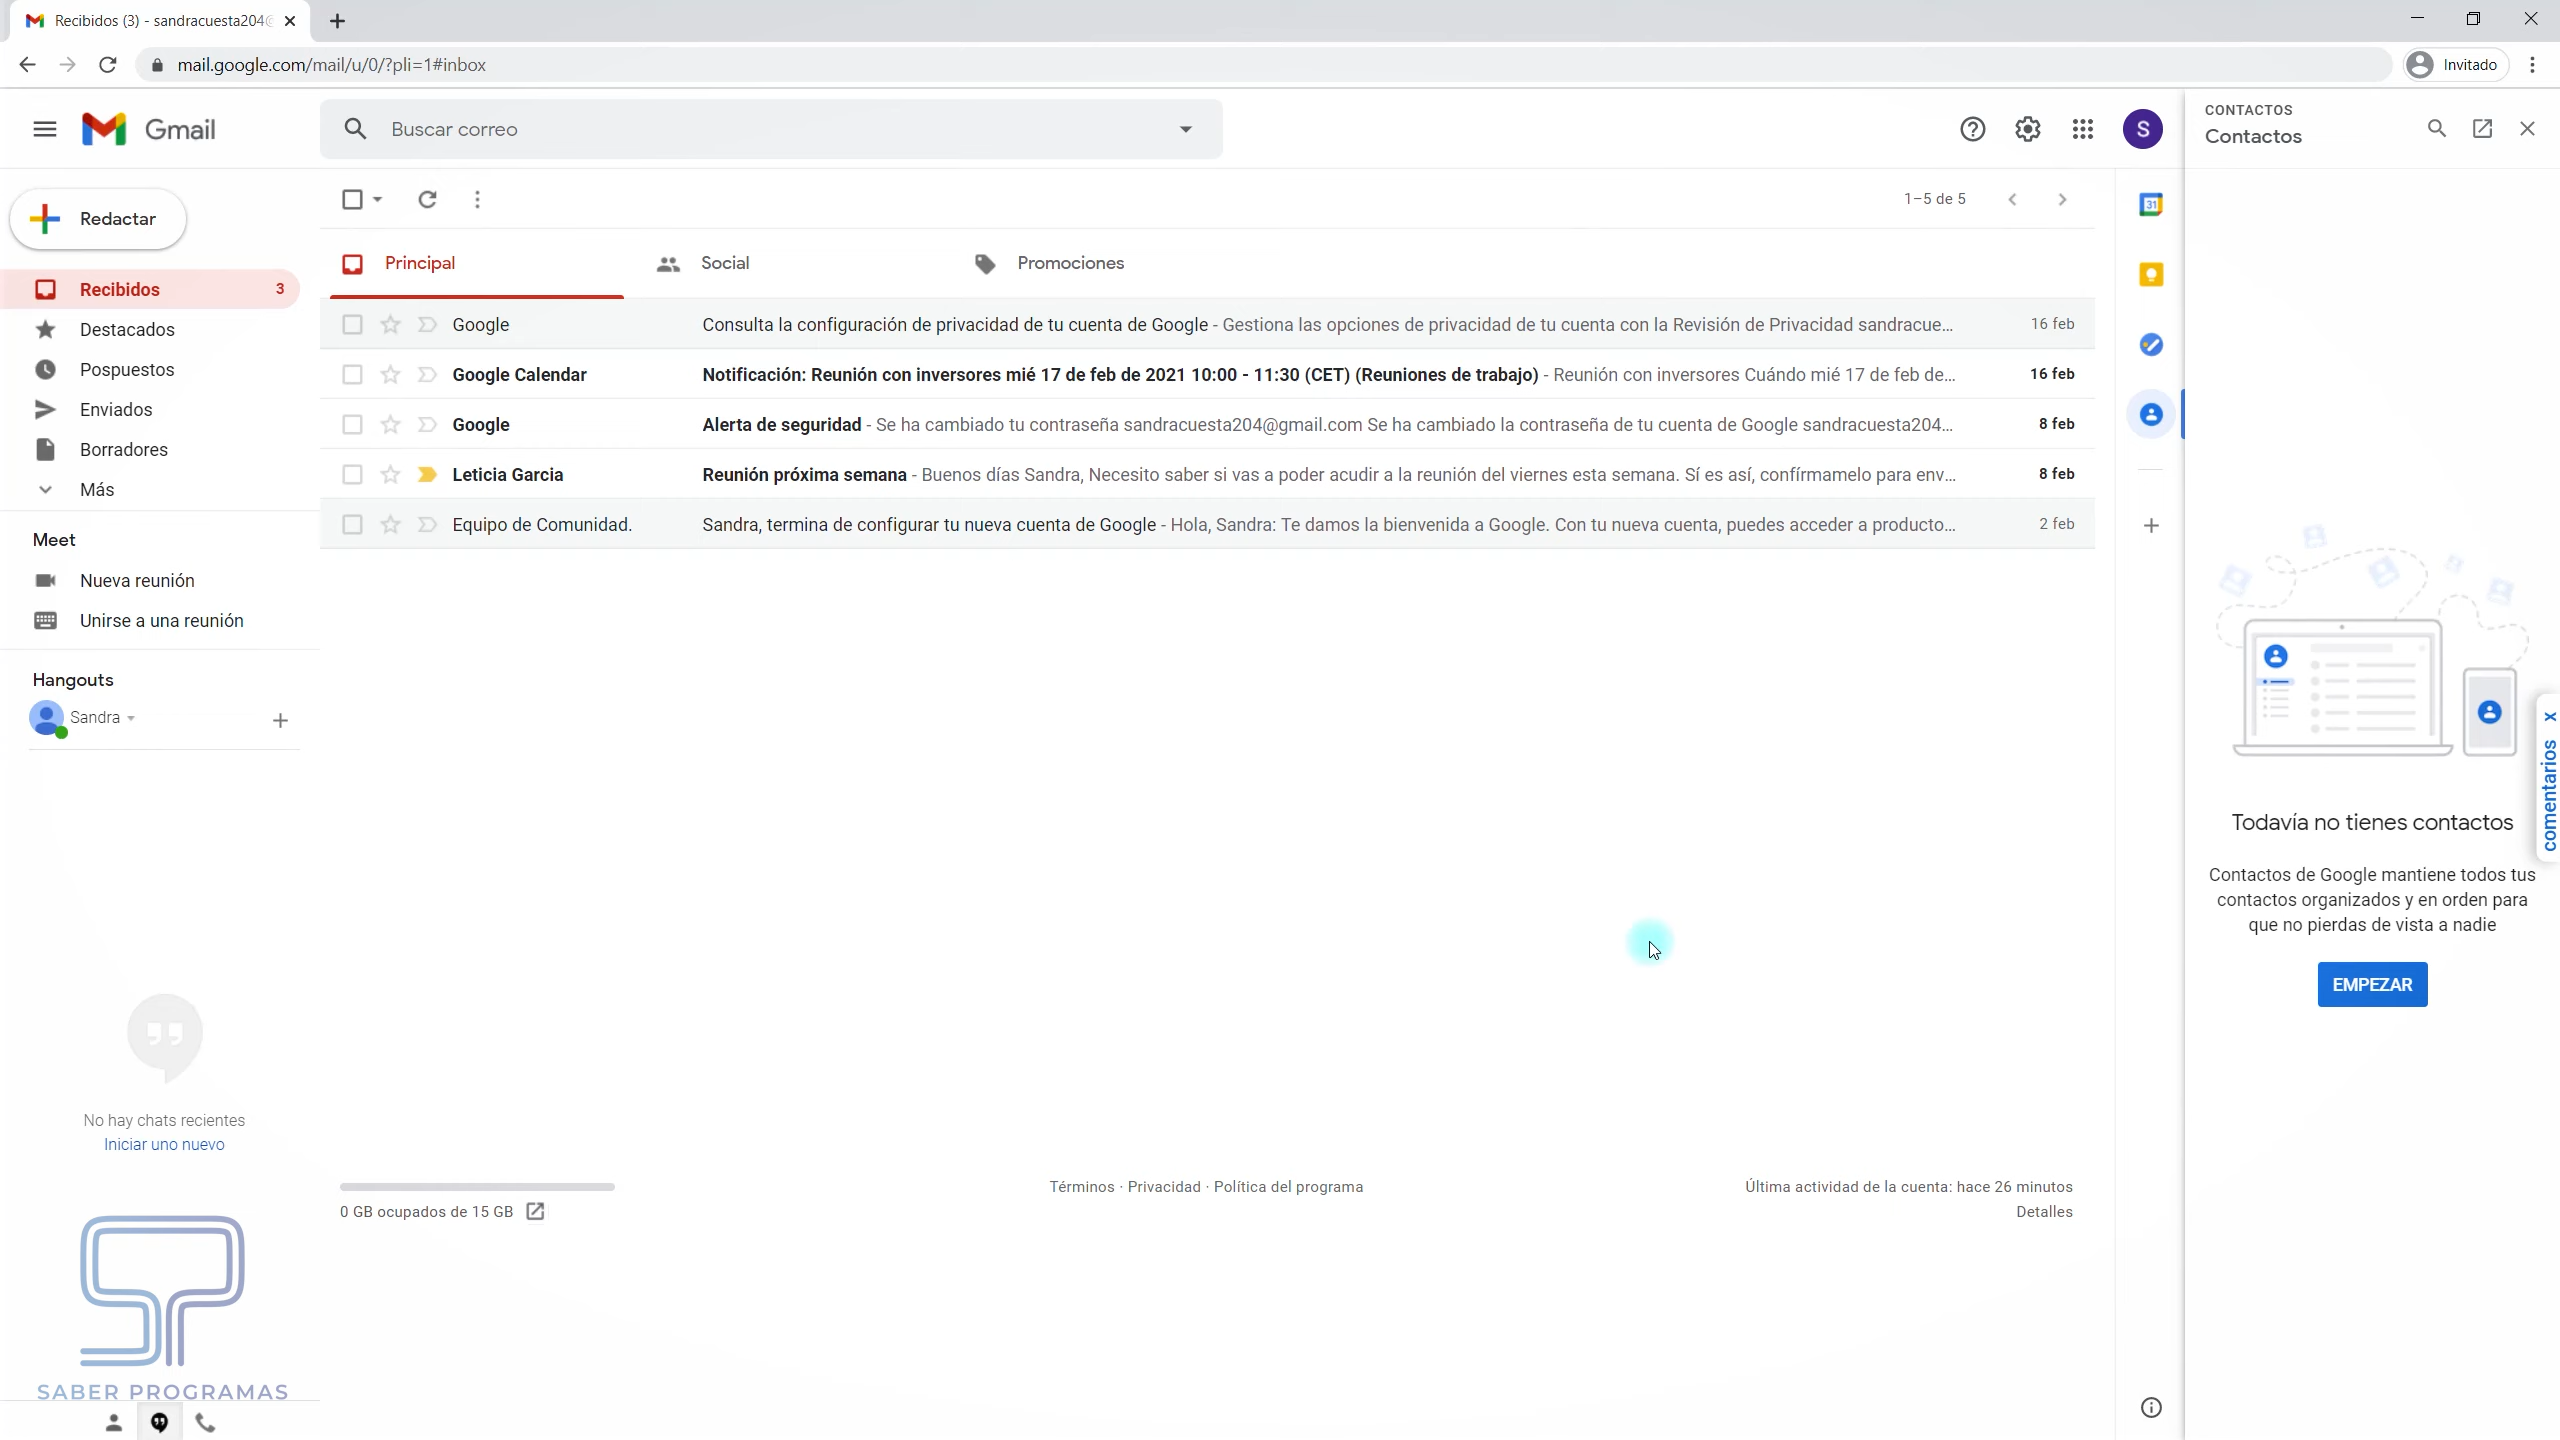 Recibidos (3) - sandracuesta204@
mail.google.com/mail/u/0/?pli=1#inbox
Invitado
Gmail
Buscar correo
S
CONTACTOS
Contactos
Redactar
1–5 de 5
31
Principal
Social
Promociones
Recibidos 3
Destacados
Pospuestos
Enviados
Borradores
Más
Google Consulta la configuración de privacidad de tu cuenta de Google - Gestiona las opciones de privacidad de tu cuenta con la Revisión de Privacidad sandracue... 16 feb
Google Calendar Notificación: Reunión con inversores mié 17 de feb de 2021 10:00 - 11:30 (CET) (Reuniones de trabajo) - Reunión con inversores Cuándo mié 17 de feb de... 16 feb
Google Alerta de seguridad - Se ha cambiado tu contraseña sandracuesta204@gmail.com Se ha cambiado la contraseña de tu cuenta de Google sandracuesta204... 8 feb
Leticia Garcia Reunión próxima semana - Buenos días Sandra, Necesito saber si vas a poder acudir a la reunión del viernes esta semana. Sí es así, confírmamelo para env... 8 feb
Equipo de Comunidad. Sandra, termina de configurar tu nueva cuenta de Google - Hola, Sandra: Te damos la bienvenida a Google. Con tu nueva cuenta, puedes acceder a producto... 2 feb
Meet
Nueva reunión
Unirse a una reunión
Hangouts
Sandra
No hay chats recientes
Iniciar uno nuevo
SABER PROGRAMAS
0 GB ocupados de 15 GB
Términos · Privacidad · Política del programa
Última actividad de la cuenta: hace 26 minutos
Detalles
Todavía no tienes contactos
Contactos de Google mantiene todos tus
contactos organizados y en orden para
que no pierdas de vista a nadie
EMPEZAR
comentarios x